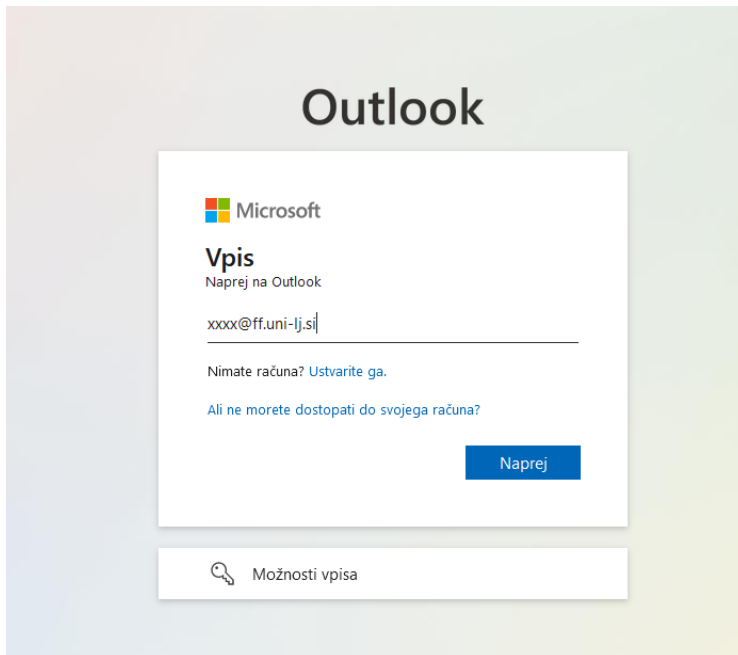 Outlook
Microsoft
Vpis
Naprej na Outlook
xxxx@ff.uni-lj.si
Nimate računa? Ustvarite ga.
Ali ne morete dostopati do svojega računa?
Naprej
Možnosti vpisa